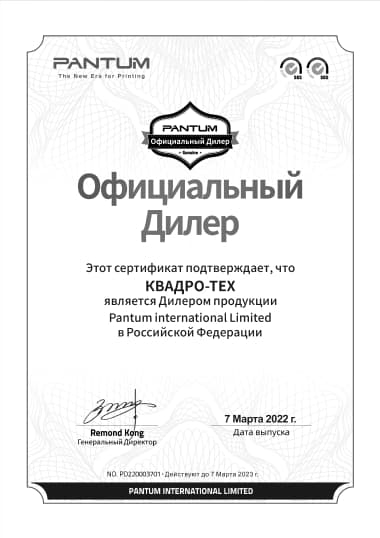 PANTUM
The New Era for Printing
SGS SGS
PANTUM
Официальный Дилер
Genuine
Официальный
Дилер
Этот сертификат подтверждает, что
КВАДРО-ТЕХ
является Дилером продукции
Pantum international Limited
в Российской Федерации
7 Марта 2022 г.
Remond Kong
Дата выпуска
Генеральный Директор
NO. PD220003701 • Действуют до 7 Марта 2023 г.
PANTUM INTERNATIONAL LIMITED